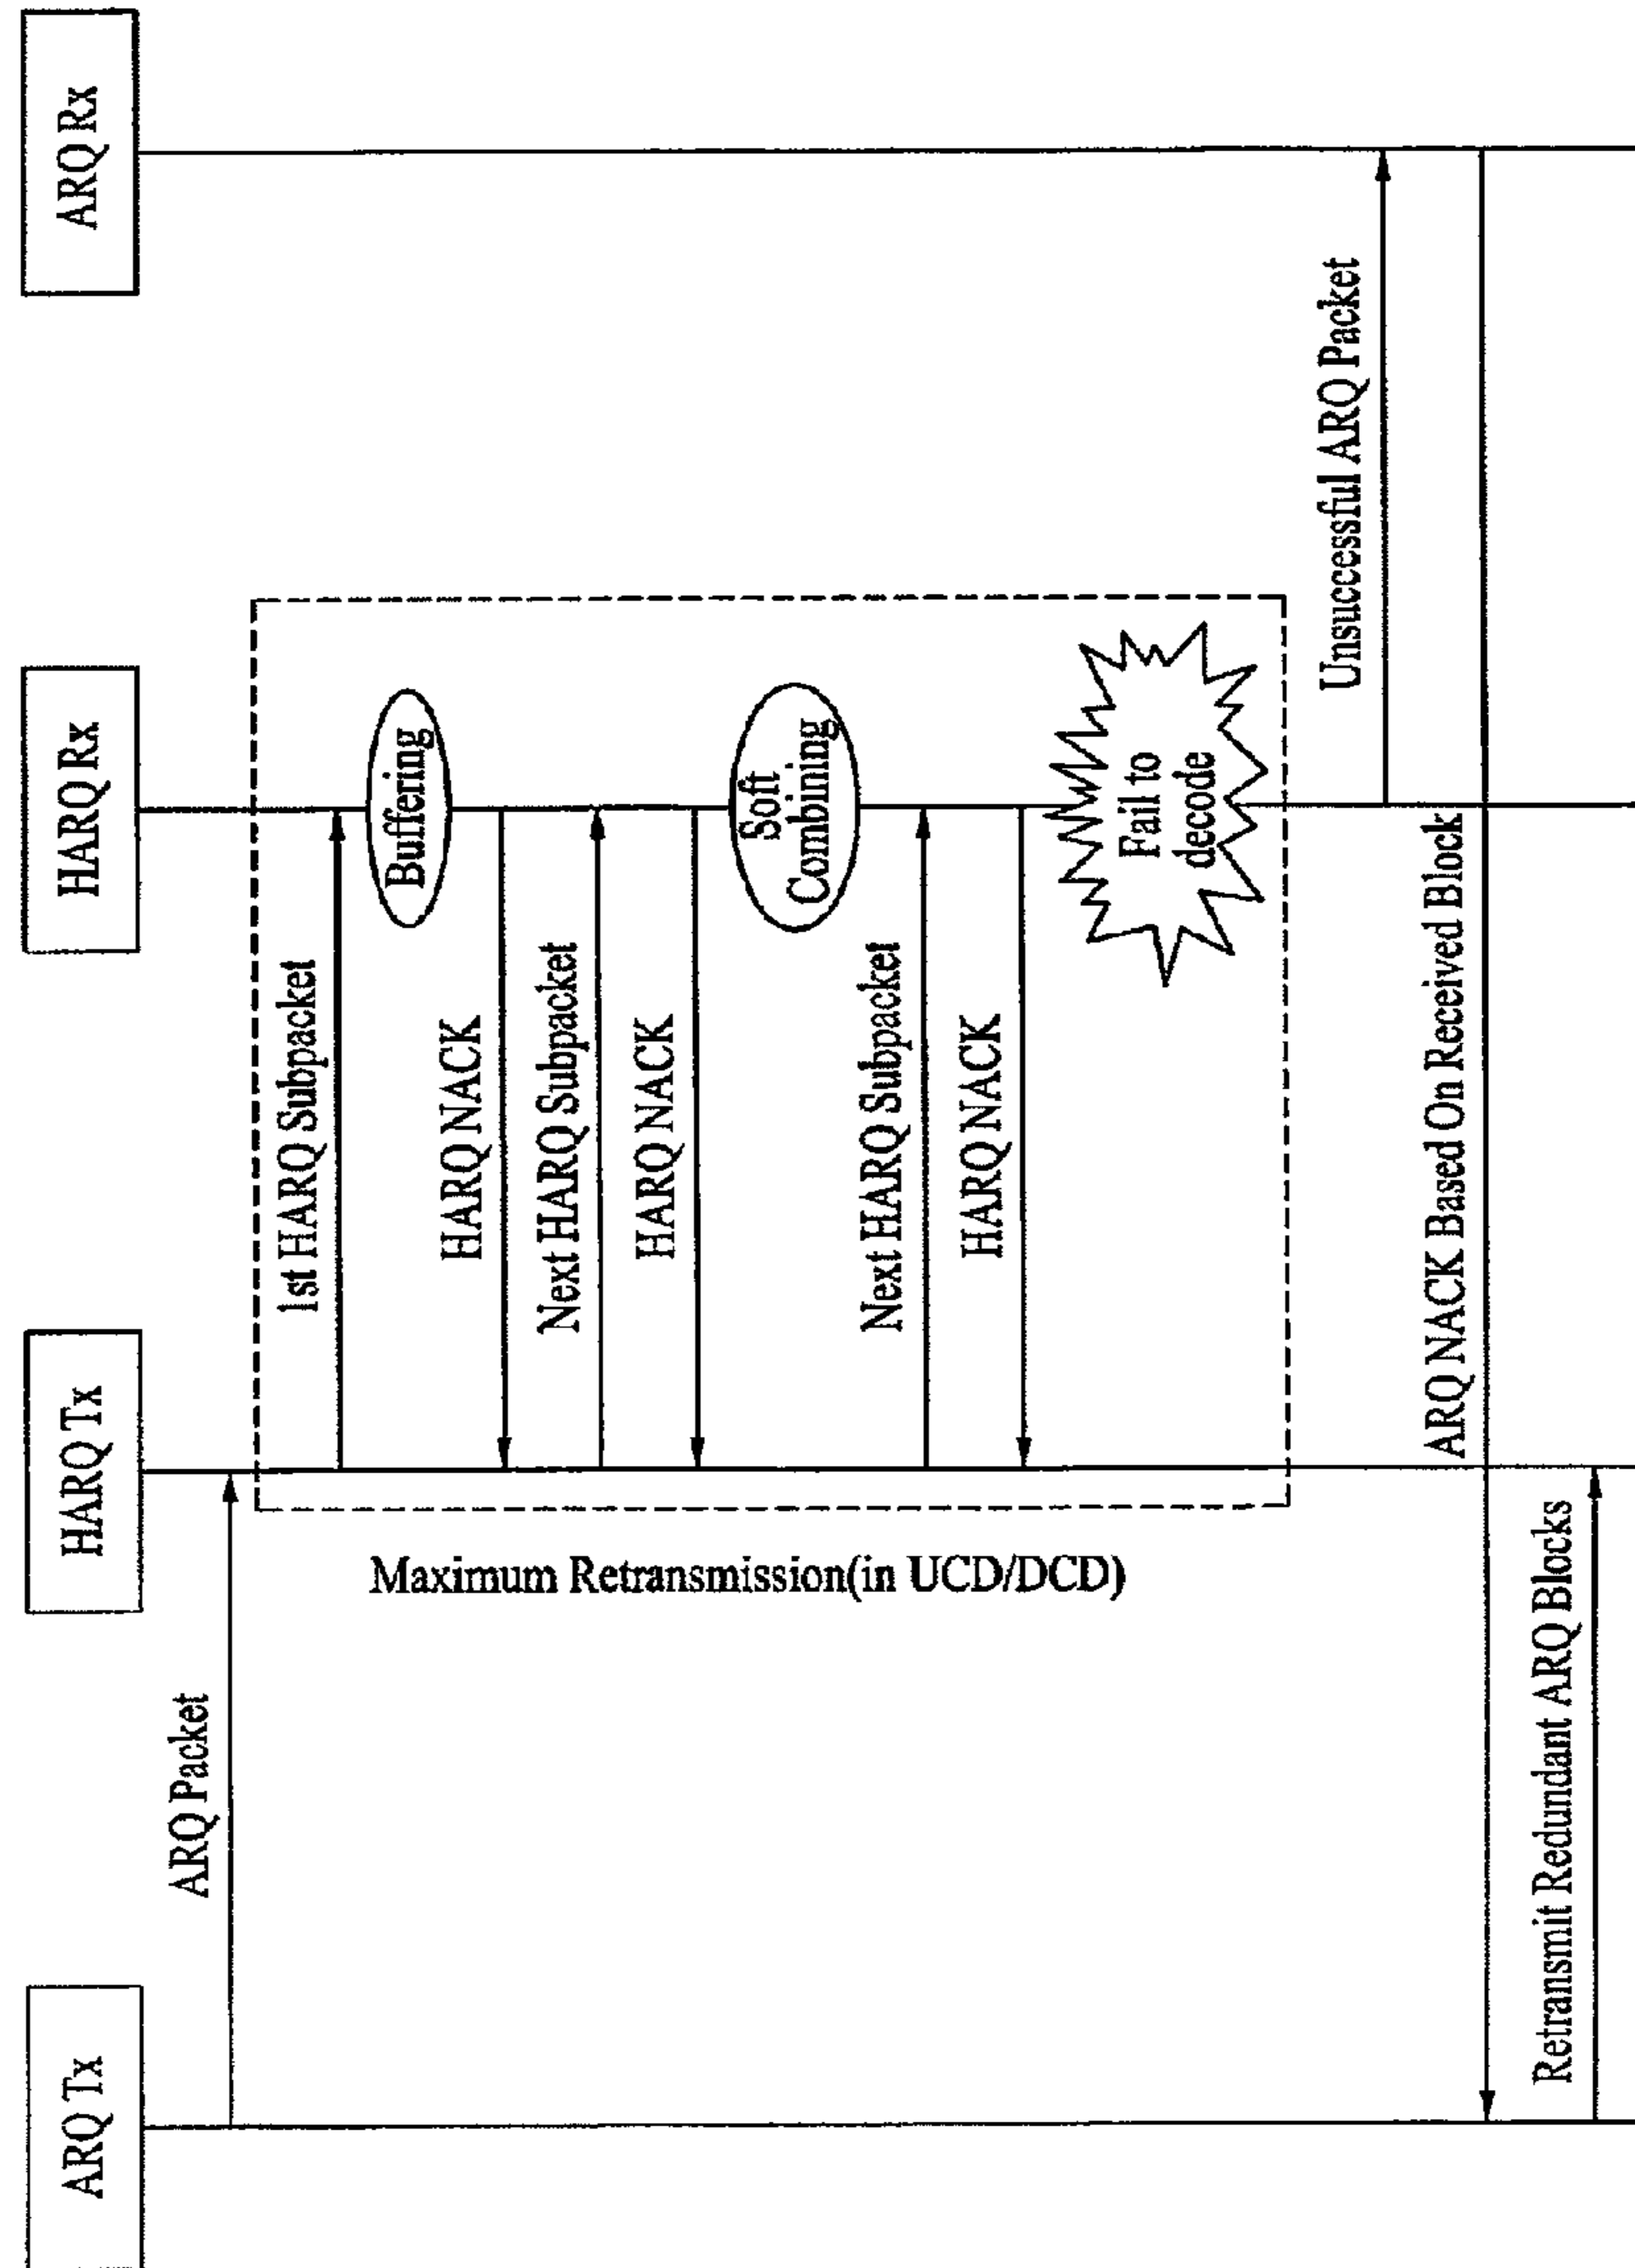 ARQ Tx
HARQ Tx
HARQ Rx
ARQ Rx
ARQ Packet
1st HARQ Subpacket
Buffering
HARQ NACK
Next HARQ Subpacket
HARQ NACK
Soft
Combining
Next HARQ Subpacket
HARQ NACK
Fail to
decode
Maximum Retransmission(in UCD/DCD)
Unsuccessful ARQ Packet
ARQ NACK Based On Received Block
Retransmit Redundant ARQ Blocks